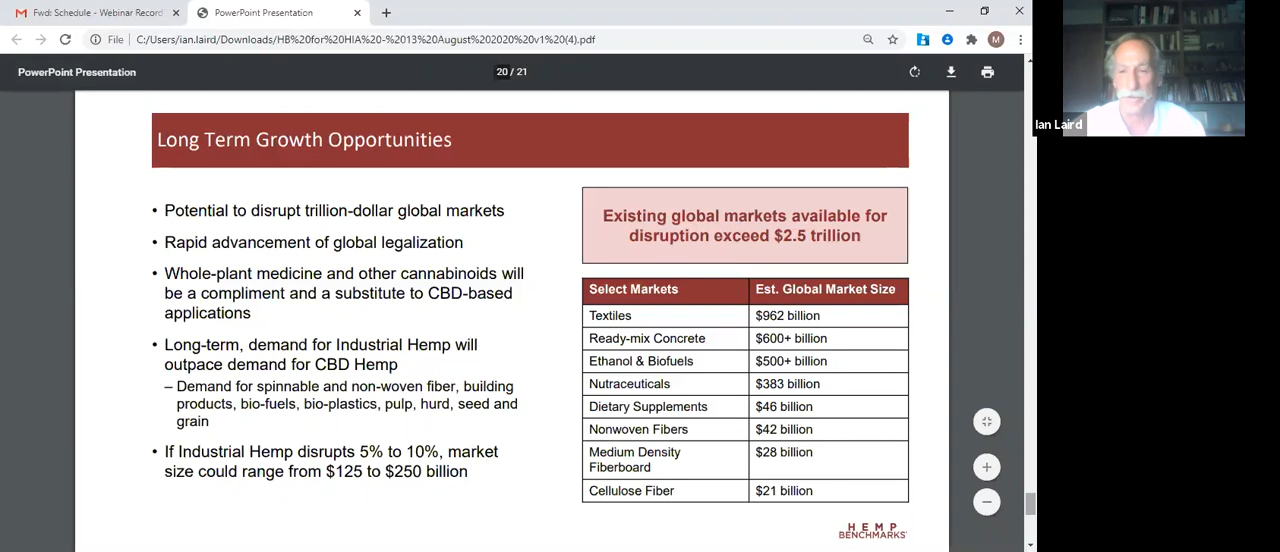 Fwd: Schedule - Webinar Record
PowerPoint Presentation
File
C:/Users/ian.laird/Downloads/HB%20for%20HIA%20-%2013%20August%202020%20v1%20(4).pdf
M
PowerPoint Presentation
20 / 21
Ian Laird
Long Term Growth Opportunities
• Potential to disrupt trillion-dollar global markets
• Rapid advancement of global legalization
• Whole-plant medicine and other cannabinoids will
be a compliment and a substitute to CBD-based
applications
• Long-term, demand for Industrial Hemp will
outpace demand for CBD Hemp
– Demand for spinnable and non-woven fiber, building
products, bio-fuels, bio-plastics, pulp, hurd, seed and
grain
• If Industrial Hemp disrupts 5% to 10%, market
size could range from $125 to $250 billion
Existing global markets available for
disruption exceed $2.5 trillion
Select Markets Est. Global Market Size
Textiles $962 billion
Ready-mix Concrete $600+ billion
Ethanol & Biofuels $500+ billion
Nutraceuticals $383 billion
Dietary Supplements $46 billion
Nonwoven Fibers $42 billion
Medium Density $28 billion
Fiberboard
Cellulose Fiber $21 billion
HEMP
BENCHMARKS